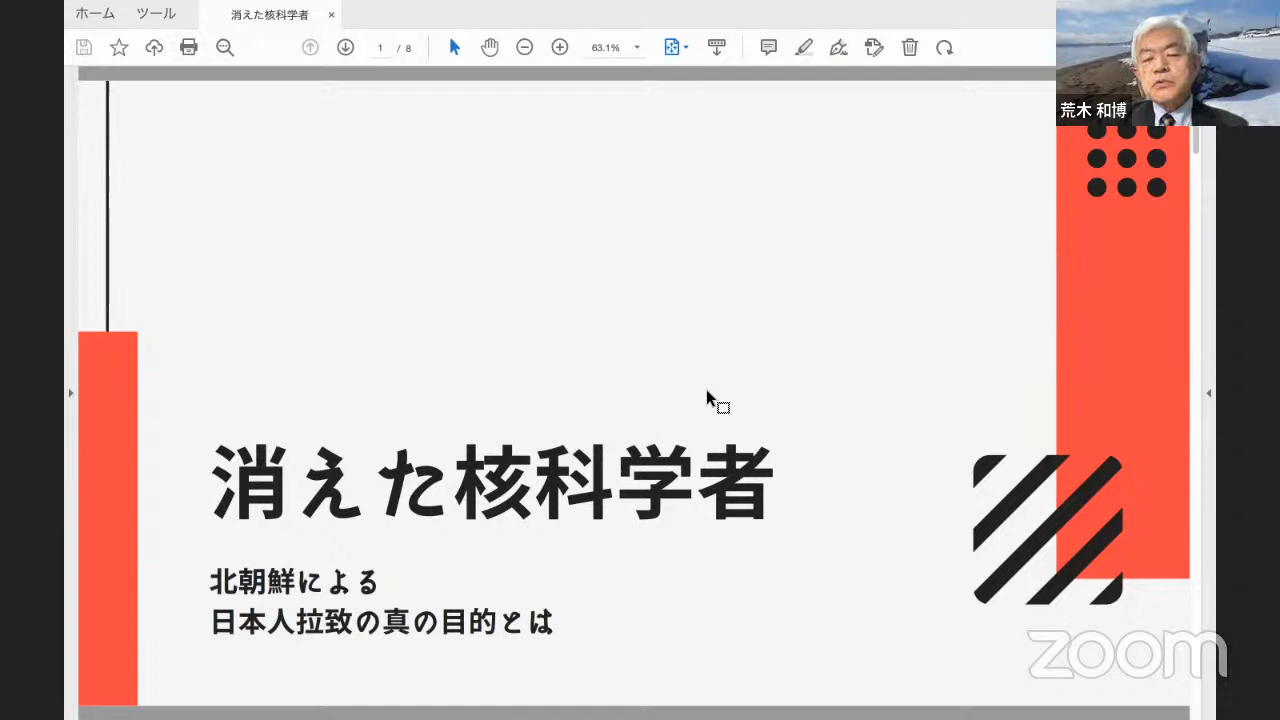 ホーム ツール 消えた核科学者 ×
1 / 8 63.1%
荒木 和博
消えた核科学者
北朝鮮による
日本人拉致の真の目的とは
zoom